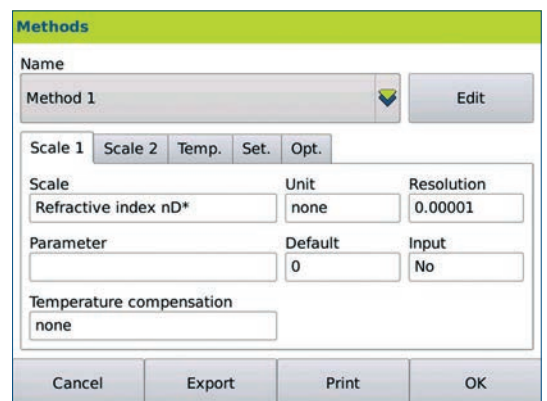 Methods
Name
Method 1
Edit
Scale 1 Scale 2 Temp. Set. Opt.
Scale Unit Resolution
Refractive index nD* none 0.00001
Parameter Default Input
0 No
Temperature compensation
none
Cancel Export Print OK